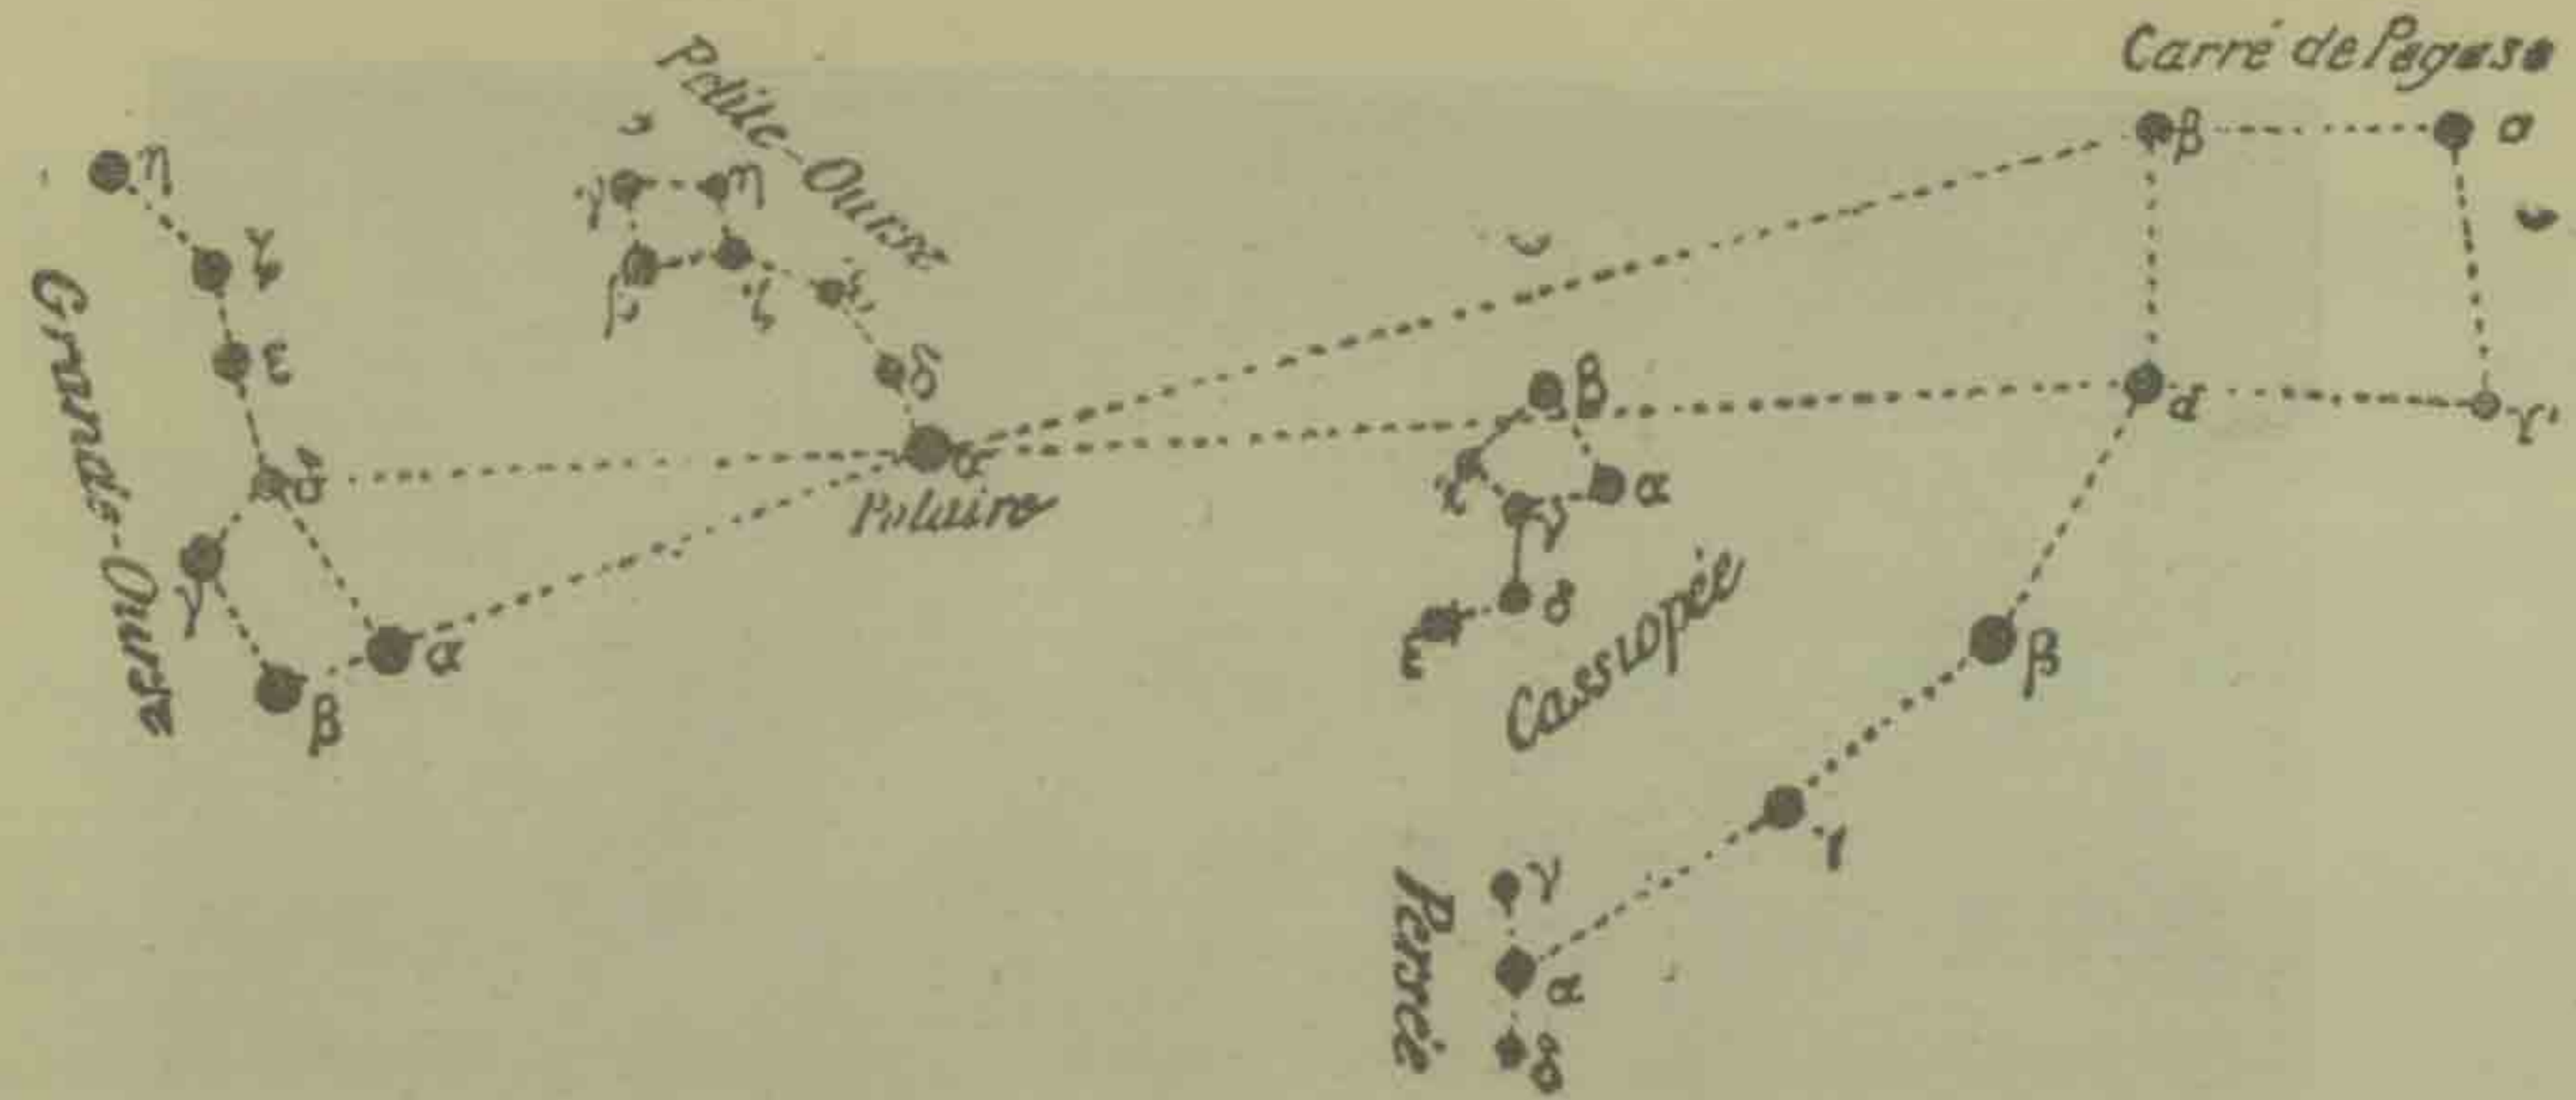 Carré de Pégase
β α
γ
α
β
γ
Petite-Ourse
γ η
β ζ
ε
δ
α
Polaire
Grande-Ourse
η
ζ
ε
δ
γ
β α
Cassiopée
β
α
χ
γ
δ
ε
Persée
γ
α
δ